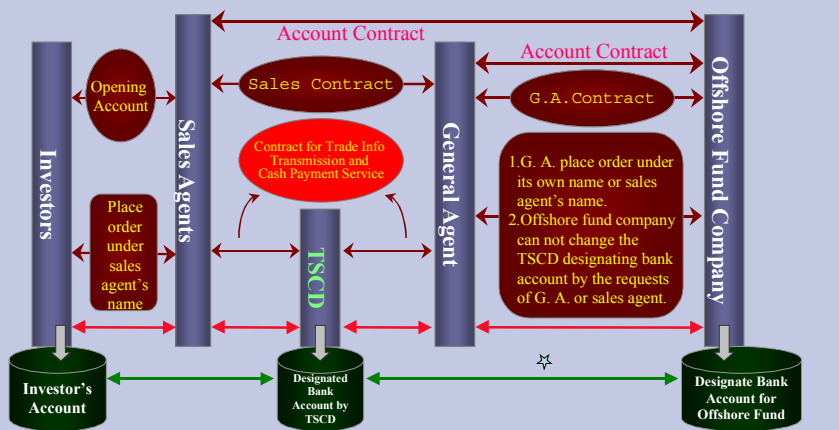 Account Contract
Account Contract
Opening
Account
Sales Contract
G.A.Contract
Investors
Sales Agents
General Agent
Offshore Fund Company
TSCD
Contract for Trade Info
Transmission and
Cash Payment Service
Place
order
under
sales
agent's
name
1.G. A. place order under
its own name or sales
agent's name.
2.Offshore fund company
can not change the
TSCD designating bank
account by the requests
of G. A. or sales agent.
Investor's
Account
Designated
Bank
Account by
TSCD
Designate Bank
Account for
Offshore Fund